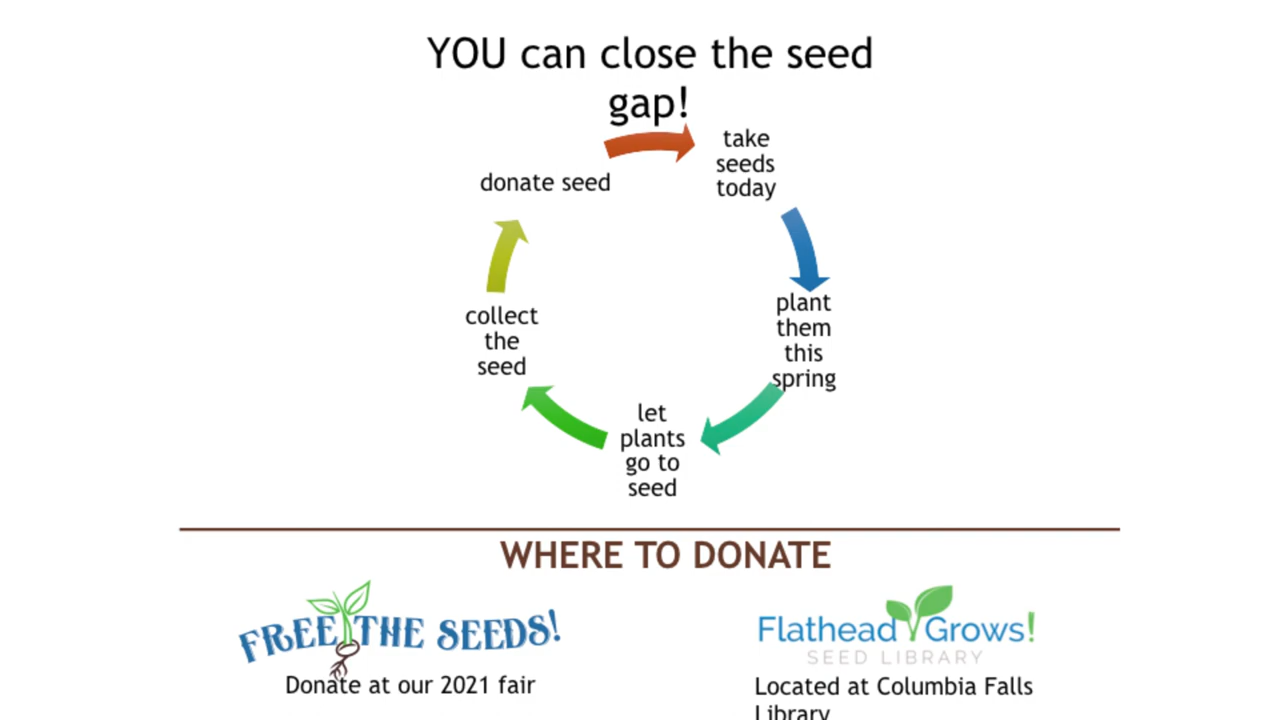 YOU can close the seed
gap!
take
seeds
today
plant
them
this
spring
let
plants
go to
seed
collect
the
seed
donate seed
WHERE TO DONATE
FREE THE SEEDS!
Donate at our 2021 fair
Flathead Grows!
SEED LIBRARY
Located at Columbia Falls
Library